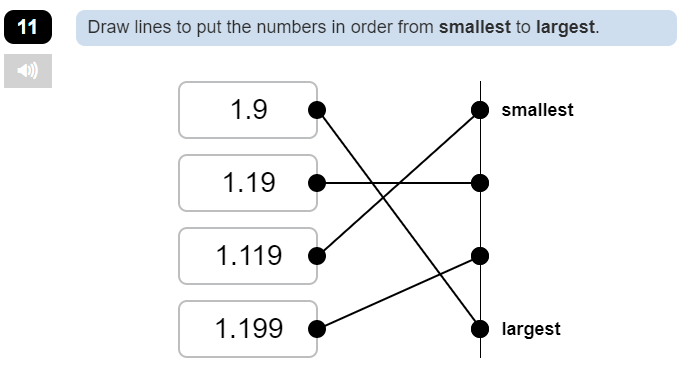 11 Draw lines to put the numbers in order from smallest to largest.
1.9 smallest
1.19
1.119
1.199 largest